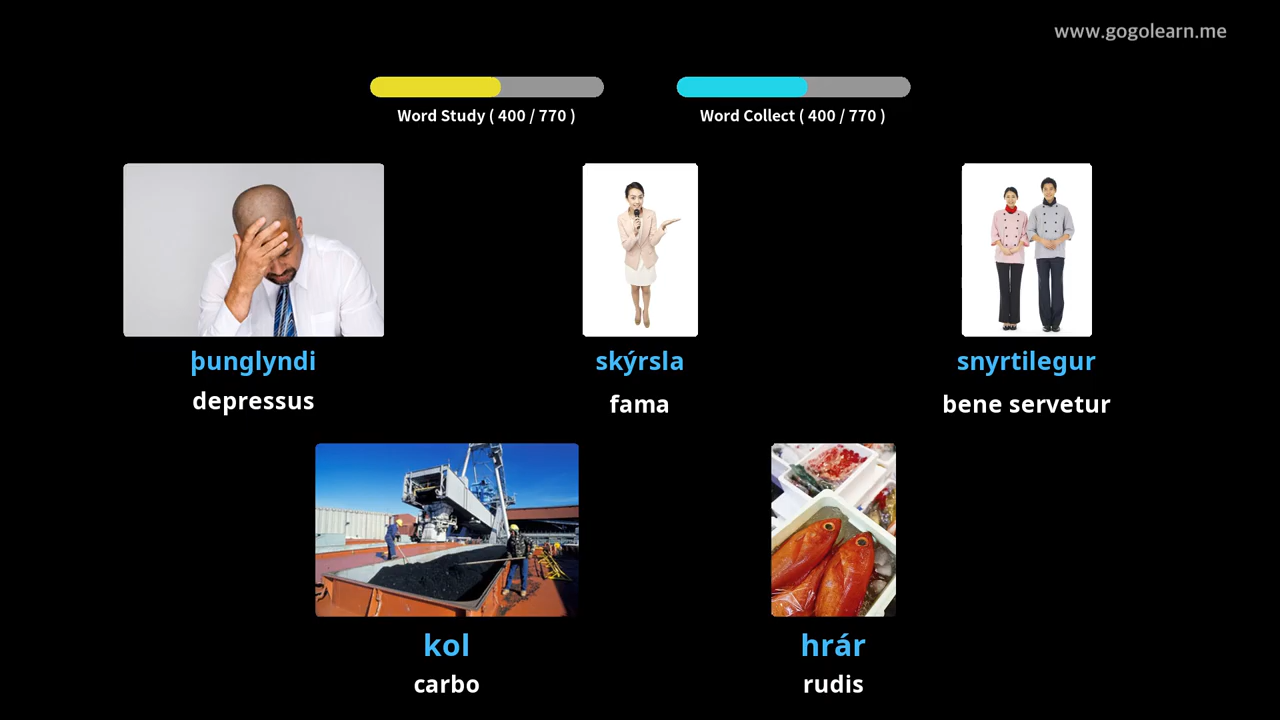 www.gogolearn.me
Word Study ( 400 / 770 )
Word Collect ( 400 / 770 )
þunglyndi
depressus
skýrsla
fama
snyrtilegur
bene servetur
kol
carbo
hrár
rudis